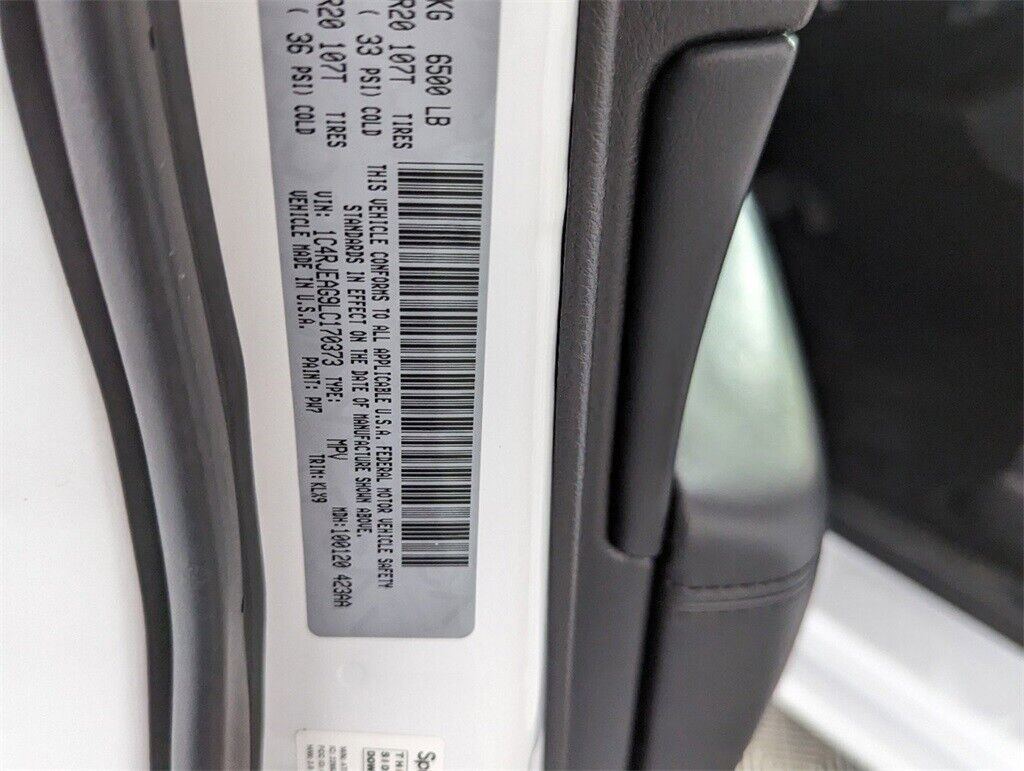 KG 6500 LB
R20 107T TIRES
( 33 PSI) COLD
R20 107T TIRES
( 36 PSI) COLD
THIS VEHICLE CONFORMS TO ALL APPLICABLE U.S.A. FEDERAL MOTOR VEHICLE SAFETY
STANDARDS IN EFFECT ON THE DATE OF MANUFACTURE SHOWN ABOVE.
VIN: 1C4RJEAG9LC170373 TYPE: MPV MDH:100120 423AA
VEHICLE MADE IN U.S.A. PAINT: PW7 TRIM:KLX9